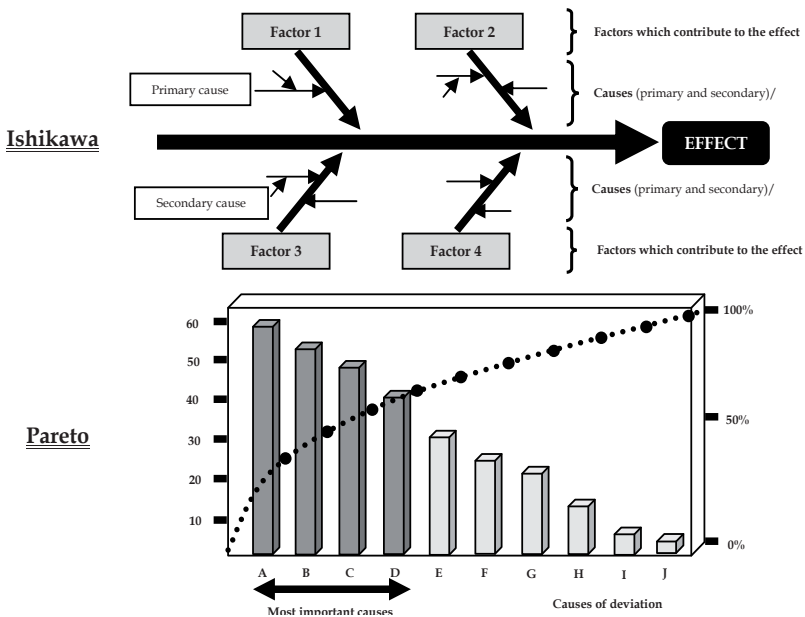 Factor 1
Factor 2
Factors which contribute to the effect
Primary cause
Causes (primary and secondary)/
Ishikawa
EFFECT
Secondary cause
Causes (primary and secondary)/
Factor 3
Factor 4
Factors which contribute to the effect
60
50
40
30
20
10
100%
50%
0%
Pareto
A B C D E F G H I J
Most important causes
Causes of deviation